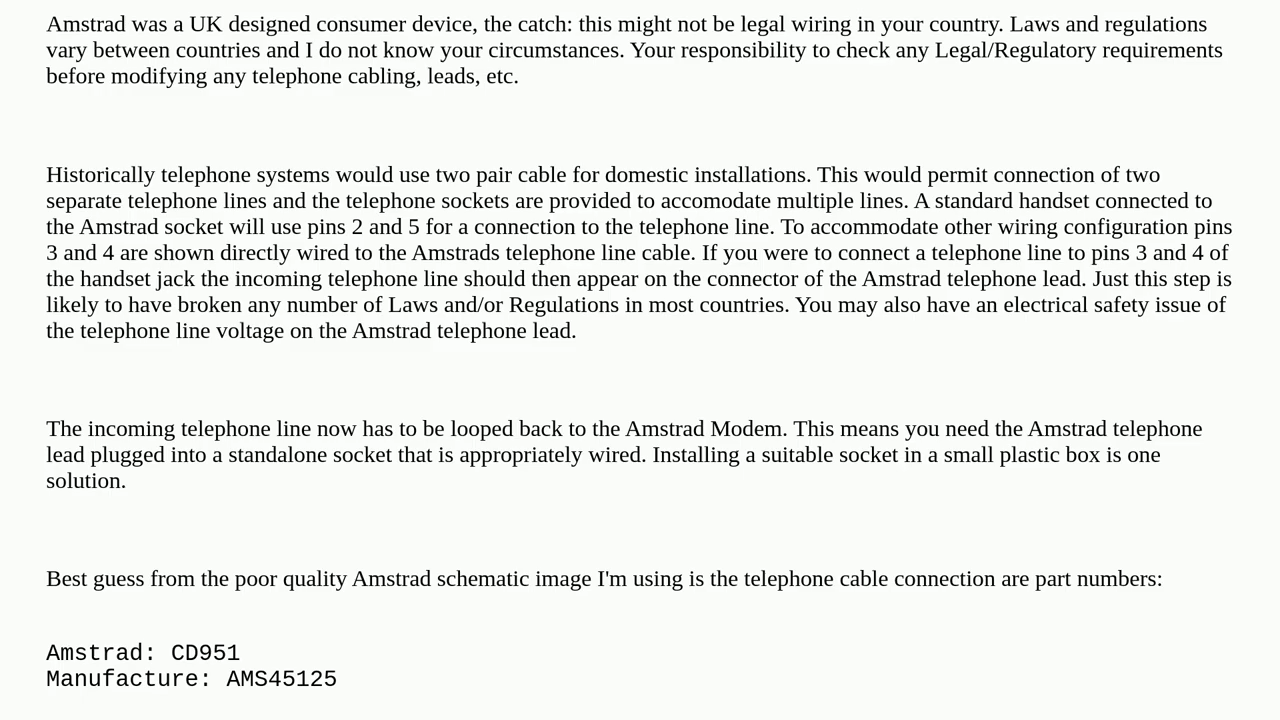 Amstrad was a UK designed consumer device, the catch: this might not be legal wiring in your country. Laws and regulations
vary between countries and I do not know your circumstances. Your responsibility to check any Legal/Regulatory requirements
before modifying any telephone cabling, leads, etc.
Historically telephone systems would use two pair cable for domestic installations. This would permit connection of two
separate telephone lines and the telephone sockets are provided to accomodate multiple lines. A standard handset connected to
the Amstrad socket will use pins 2 and 5 for a connection to the telephone line. To accommodate other wiring configuration pins
3 and 4 are shown directly wired to the Amstrads telephone line cable. If you were to connect a telephone line to pins 3 and 4 of
the handset jack the incoming telephone line should then appear on the connector of the Amstrad telephone lead. Just this step is
likely to have broken any number of Laws and/or Regulations in most countries. You may also have an electrical safety issue of
the telephone line voltage on the Amstrad telephone lead.
The incoming telephone line now has to be looped back to the Amstrad Modem. This means you need the Amstrad telephone
lead plugged into a standalone socket that is appropriately wired. Installing a suitable socket in a small plastic box is one
solution.
Best guess from the poor quality Amstrad schematic image I'm using is the telephone cable connection are part numbers:
Amstrad: CD951
Manufacture: AMS45125